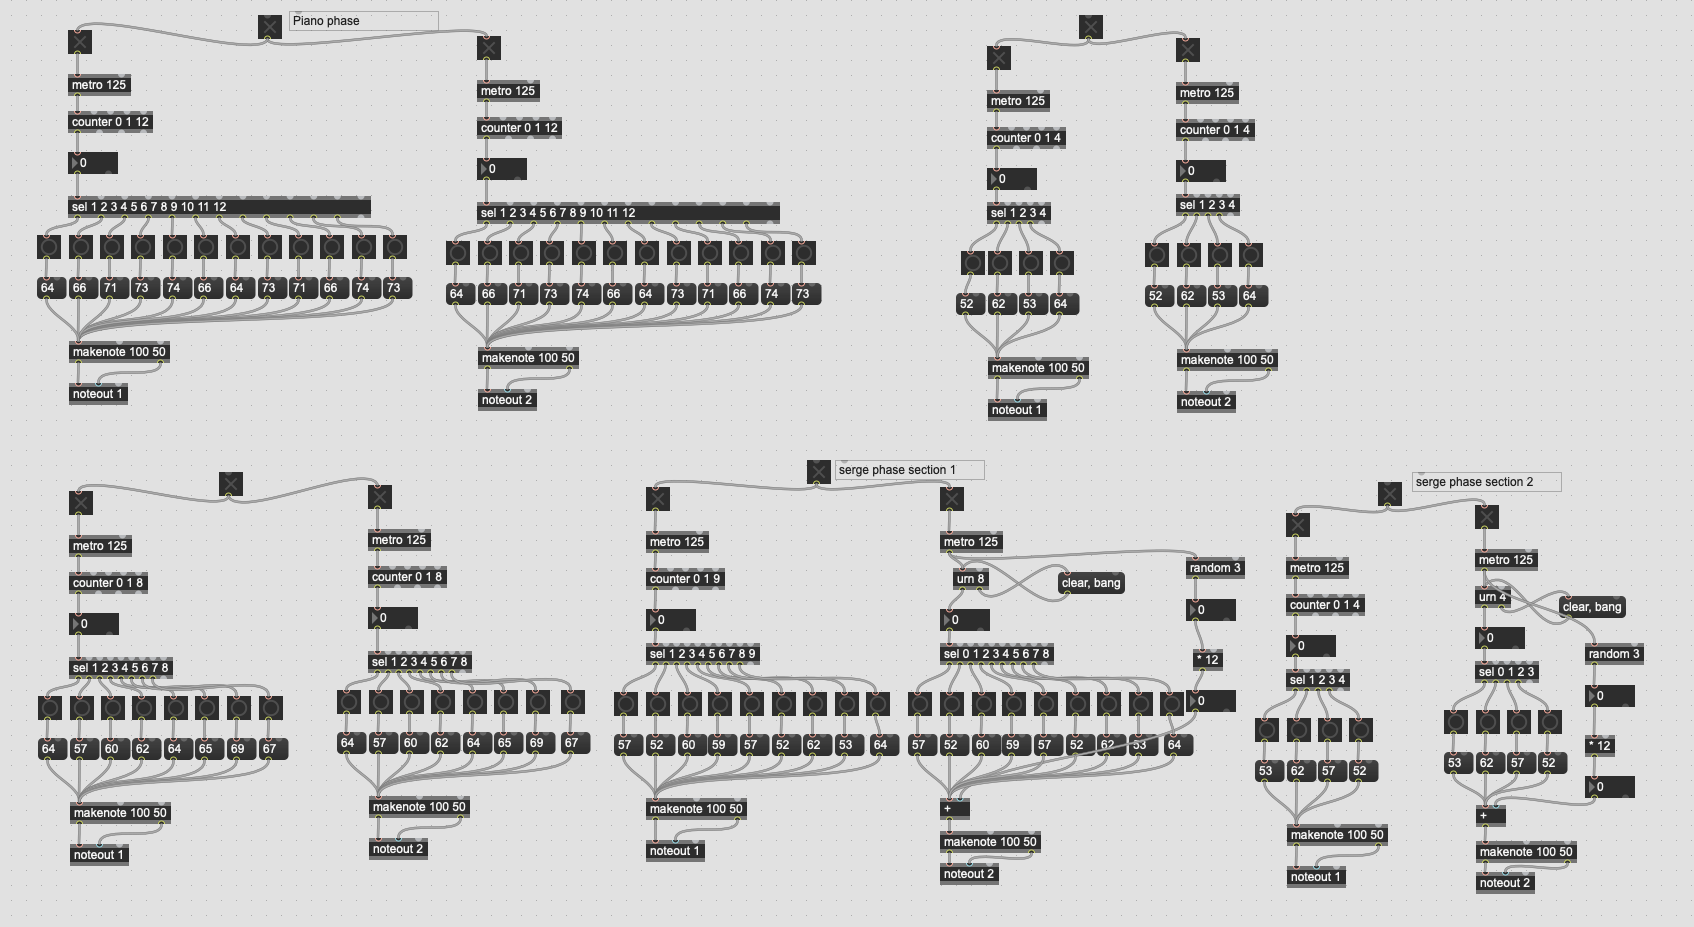 Piano phase
metro 125
counter 0 1 12
0
sel 1 2 3 4 5 6 7 8 9 10 11 12
64 66 71 73 74 66 64 73 71 66 74 73
makenote 100 50
noteout 1
metro 125
counter 0 1 12
0
sel 1 2 3 4 5 6 7 8 9 10 11 12
64 66 71 73 74 66 64 73 71 66 74 73
makenote 100 50
noteout 2
metro 125
counter 0 1 4
0
sel 1 2 3 4
52 62 53 64
makenote 100 50
noteout 1
metro 125
counter 0 1 4
0
sel 1 2 3 4
52 62 53 64
makenote 100 50
noteout 2
metro 125
counter 0 1 8
0
sel 1 2 3 4 5 6 7 8
64 57 60 62 64 65 69 67
makenote 100 50
noteout 1
metro 125
counter 0 1 8
0
sel 1 2 3 4 5 6 7 8
64 57 60 62 64 65 69 67
makenote 100 50
noteout 2
serge phase section 1
metro 125
counter 0 1 9
0
sel 1 2 3 4 5 6 7 8 9
57 52 60 59 57 52 62 53 64
makenote 100 50
noteout 1
metro 125
urn 8
clear, bang
random 3
0
0
* 12
sel 0 1 2 3 4 5 6 7 8
0
57 52 60 59 57 52 62 53 64
+
makenote 100 50
noteout 2
serge phase section 2
metro 125
counter 0 1 4
0
sel 1 2 3 4
53 62 57 52
makenote 100 50
noteout 1
metro 125
urn 4
clear, bang
0
random 3
sel 0 1 2 3
0
* 12
53 62 57 52
0
+
makenote 100 50
noteout 2